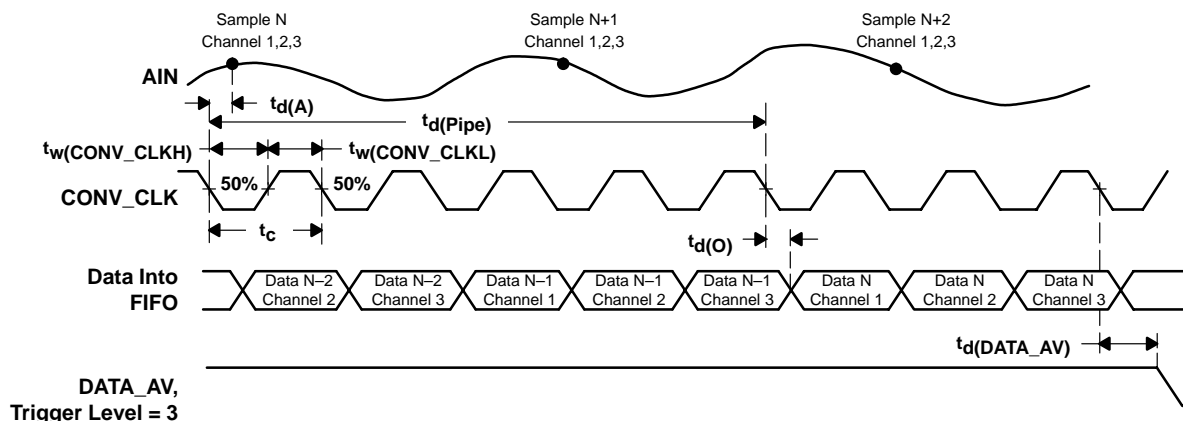 Sample N
Channel 1,2,3
Sample N+1
Channel 1,2,3
Sample N+2
Channel 1,2,3
AIN
td(A)
td(Pipe)
tw(CONV_CLKH)
tw(CONV_CLKL)
50%
50%
CONV_CLK
tc
td(O)
Data Into
FIFO
Data N–2
Channel 2
Data N–2
Channel 3
Data N–1
Channel 1
Data N–1
Channel 2
Data N–1
Channel 3
Data N
Channel 1
Data N
Channel 2
Data N
Channel 3
td(DATA_AV)
DATA_AV,
Trigger Level = 3